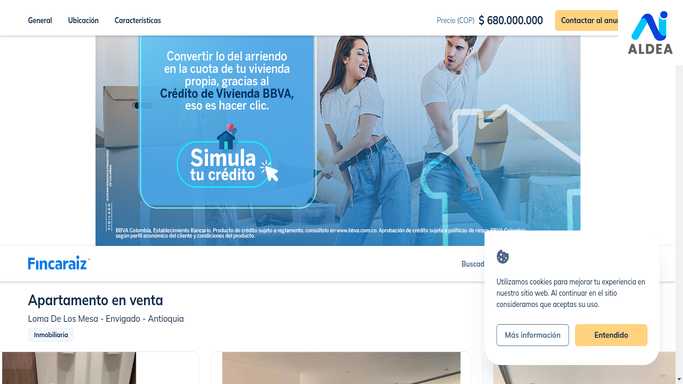 General Ubicación Características Precio (COP) $ 680.000.000 Contactar al anun
ALDEA
Convertir lo del arriendo
en la cuota de tu vivienda
propia, gracias al
Crédito de Vivienda BBVA,
eso es hacer clic.
Simula
tu crédito
BBVA Colombia, Establecimiento Bancario. Producto de crédito sujeto a reglamento, consúltelo en www.bbva.com.co. Aprobación de crédito sujeta a políticas de riesgo BBVA Colombia,
según perfil económico del cliente y condiciones del producto.
Fincaraiz Buscad
Apartamento en venta
Loma De Los Mesa - Envigado - Antioquia
Inmobiliaria
Utilizamos cookies para mejorar tu experiencia en
nuestro sitio web. Al continuar en el sitio
consideramos que aceptas su uso.
Más información Entendido